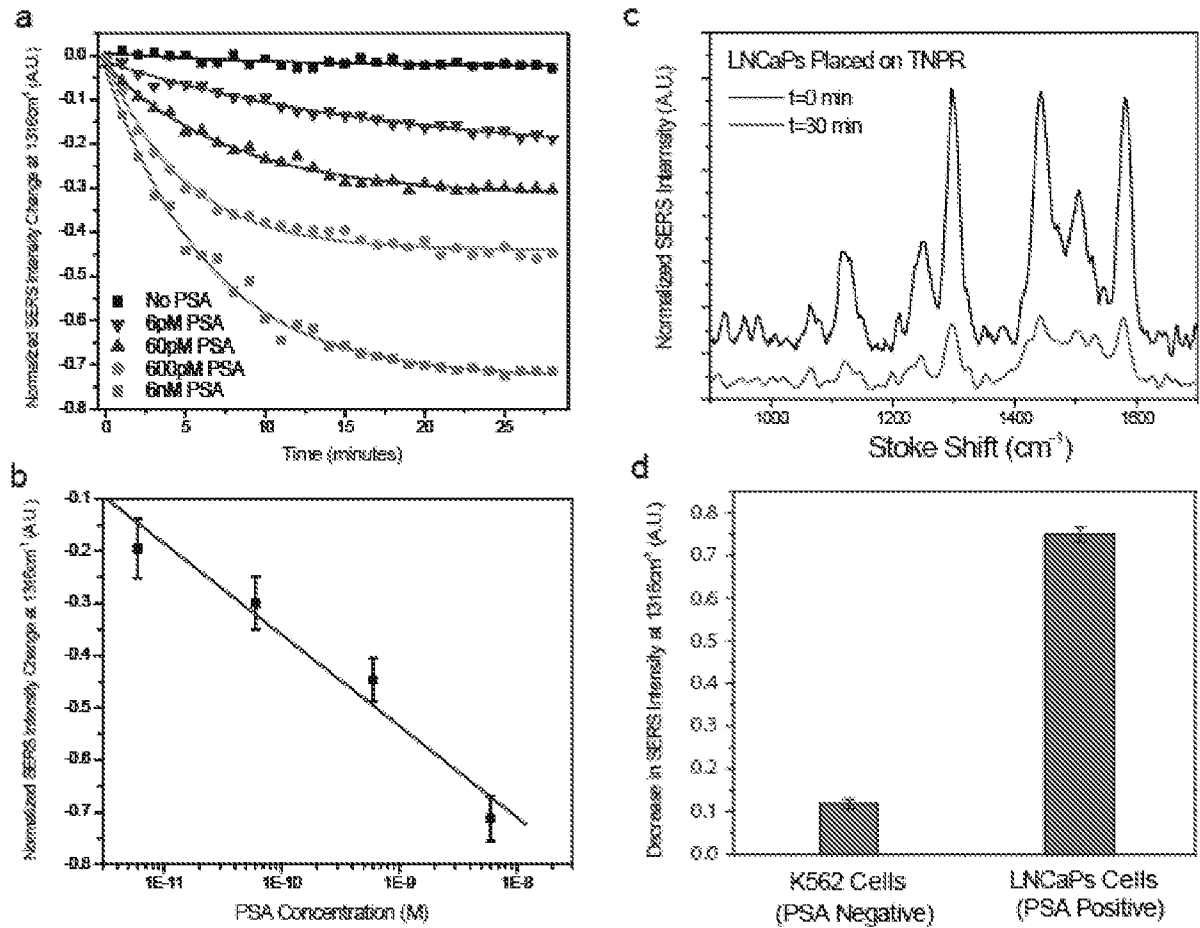 a
0.0
-0.1
-0.2
-0.3
-0.4
-0.5
-0.6
-0.7
-0.8
Normalized SERS Intensity Change at 1316cm⁻¹ (A.U.)
No PSA
6pM PSA
60pM PSA
600pM PSA
6nM PSA
0 5 10 15 20 25
Time (minutes)
b
-0.1
-0.2
-0.3
-0.4
-0.5
-0.6
-0.7
-0.8
Normalized SERS Intensity Change at 1316cm⁻¹ (A.U.)
1E-11 1E-10 1E-9 1E-8
PSA Concentration (M)
c
LNCaPs Placed on TNPR
t=0 min
t=30 min
Normalized SERS Intensity (A.U.)
1000 1200 1400 1600
Stoke Shift (cm⁻¹)
d
0.8
0.7
0.6
0.5
0.4
0.3
0.2
0.1
0.0
Decrease in SERS Intensity at 1316cm⁻¹ (A.U.)
K562 Cells
(PSA Negative)
LNCaPs Cells
(PSA Positive)